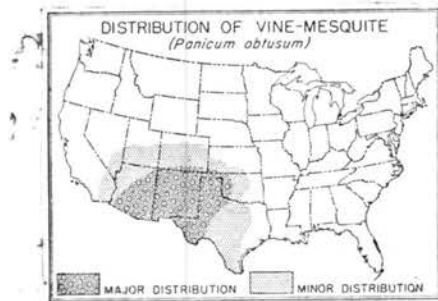 DISTRIBUTION OF VINE-MESQUITE
(Panicum obtusum)
MAJOR DISTRIBUTION
MINOR DISTRIBUTION